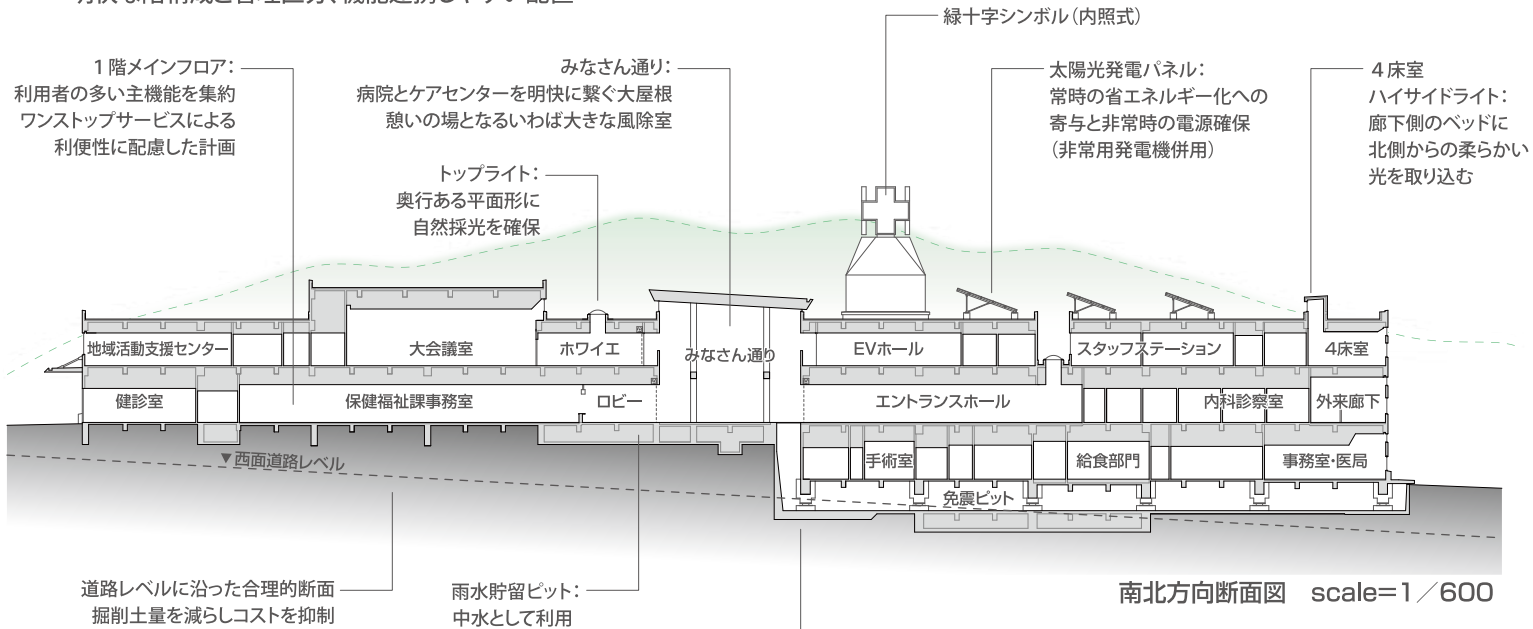 緑十字シンボル（内照式）
1階メインフロア：
利用者の多い主機能を集約
ワンストップサービスによる
利便性に配慮した計画
みなさん通り：
病院とケアセンターを明快に繋ぐ大屋根
憩いの場となるいわば大きな風除室
太陽光発電パネル：
常時の省エネルギー化への
寄与と非常時の電源確保
（非常用発電機併用）
4床室
ハイサイドライト：
廊下側のベッドに
北側からの柔らかい
光を取り込む
トップライト：
奥行ある平面形に
自然採光を確保
地域活動支援センター
大会議室
ホワイエ
みなさん通り
EVホール
スタッフステーション
4床室
健診室
保健福祉課事務室
ロビー
エントランスホール
内科診察室
外来廊下
▼西面道路レベル
手術室
給食部門
事務室・医局
免震ピット
道路レベルに沿った合理的断面
掘削土量を減らしコストを抑制
雨水貯留ピット：
中水として利用
南北方向断面図　scale=1／600